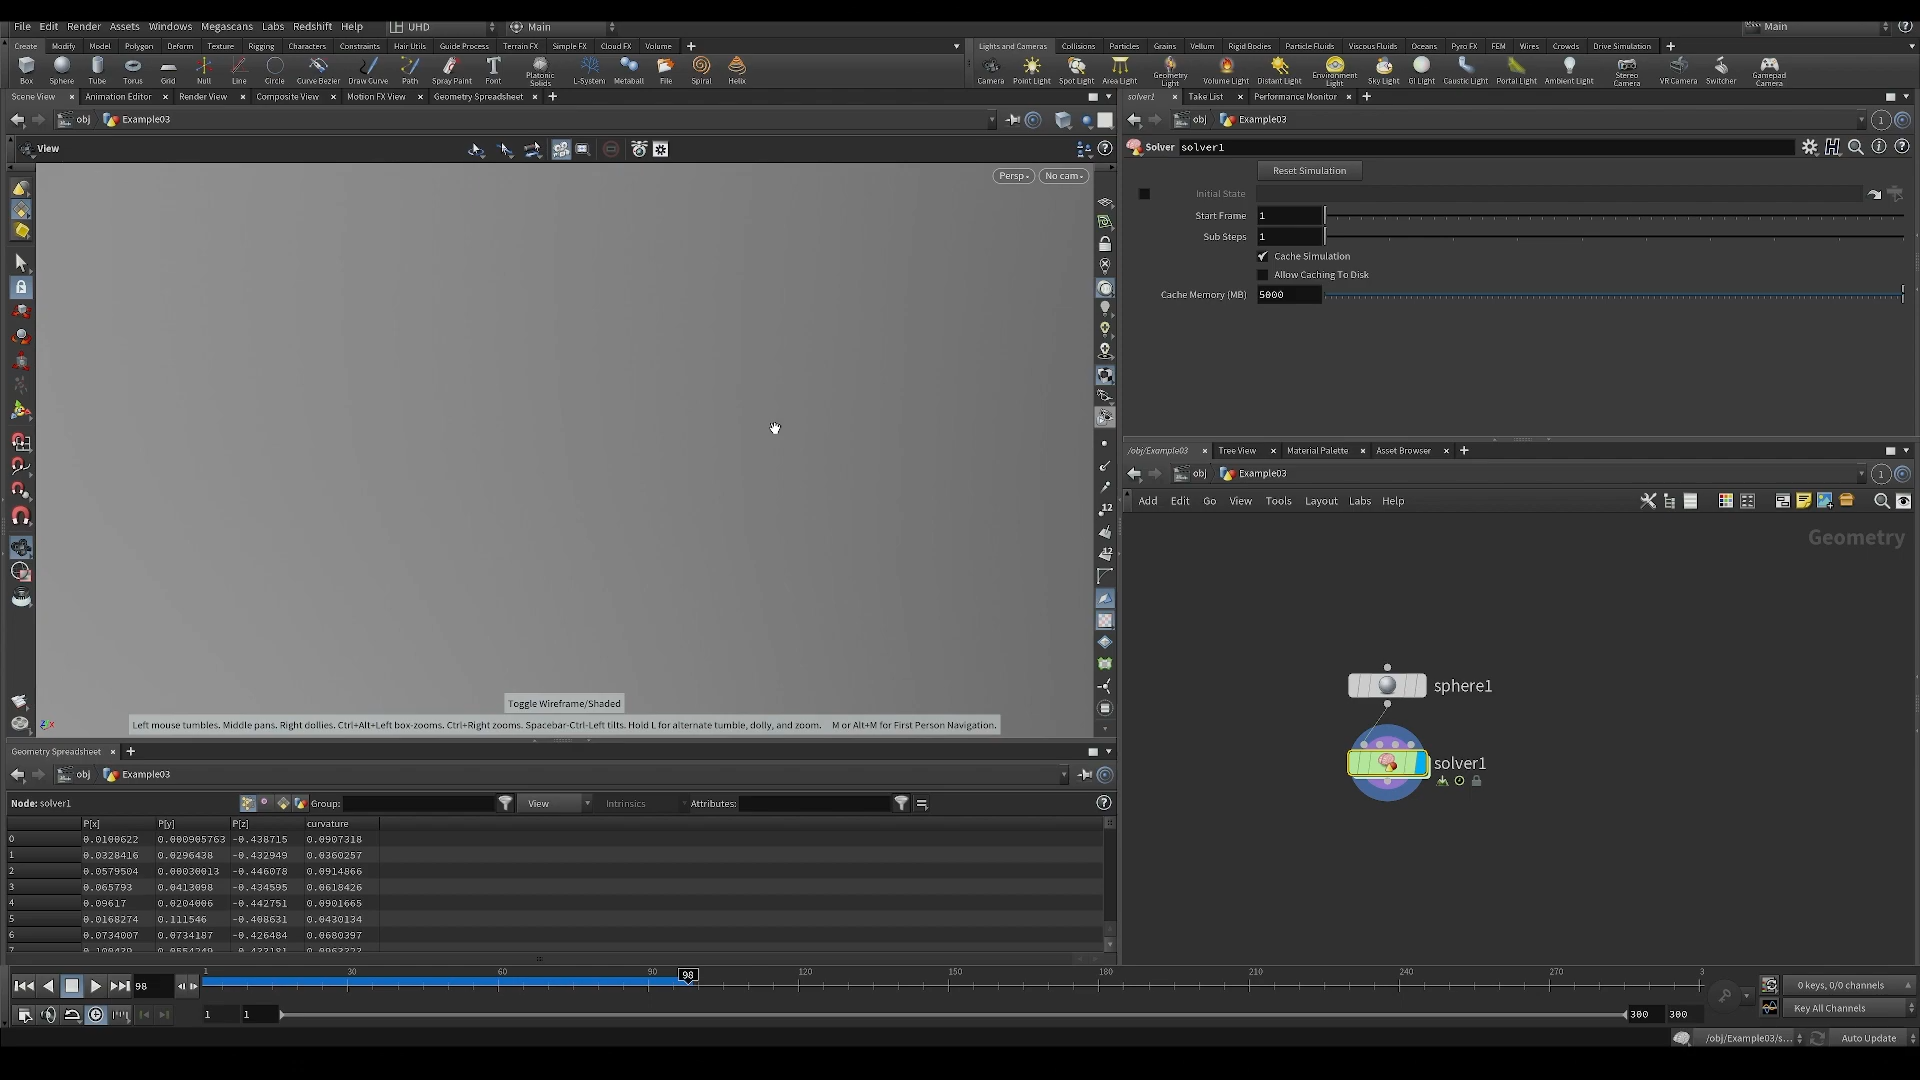 File Edit Render Assets Windows Megascans Labs Redshift Help UHD Main Main
Create Modify Model Polygon Deform Texture Rigging Characters Constraints Hair Utils Guide Process Terrain FX Simple FX Cloud FX Volume
Lights and Cameras Collisions Particles Grains Vellum Rigid Bodies Particle Fluids Viscous Fluids Oceans Pyro FX FEM Wires Crowds Drive Simulation
Box Sphere Tube Torus Grid Null Line Circle Curve Bezier Draw Curve Path Spray Paint Font Platonic Solids L-System Metaball File Spiral Helix
Camera Point Light Spot Light Area Light Geometry Light Volume Light Distant Light Environment Light Sky Light GI Light Caustic Light Portal Light Ambient Light Stereo Camera VR Camera Switcher Gamepad Camera
Scene View Animation Editor Render View Composite View Motion FX View Geometry Spreadsheet
solver1 Take List Performance Monitor
obj Example03
obj Example03
1
View
Solver solver1
Reset Simulation
Persp No cam
Initial State
Start Frame 1
Sub Steps 1
Cache Simulation
Allow Caching To Disk
Cache Memory (MB) 5000
/obj/Example03 Tree View Material Palette Asset Browser
obj Example03
1
Add Edit Go View Tools Layout Labs Help
12
12
Geometry
sphere1
solver1
Toggle Wireframe/Shaded
Left mouse tumbles. Middle pans. Right dollies. Ctrl+Alt+Left box-zooms. Ctrl+Right zooms. Spacebar-Ctrl-Left tilts. Hold L for alternate tumble, dolly, and zoom. M or Alt+M for First Person Navigation.
Geometry Spreadsheet
obj Example03
Node: solver1 Group: View Intrinsics Attributes:
P[x] P[y] P[z] curvature
0 0.0100622 0.000905763 -0.438715 0.0907318
1 0.0328416 0.0296438 -0.432949 0.0360257
2 0.0579504 0.00030013 -0.446078 0.0914866
3 0.065793 0.0413098 -0.434595 0.0618426
4 0.09617 0.0204006 -0.442751 0.0901665
5 0.0168274 0.111546 -0.408631 0.0430134
6 0.0734007 0.0734187 -0.426484 0.0680397
98
1 30 60 90 98 120 150 180 210 240 270 3
0 keys, 0/0 channels
1 1 300 300
Key All Channels
/obj/Example03/s... Auto Update